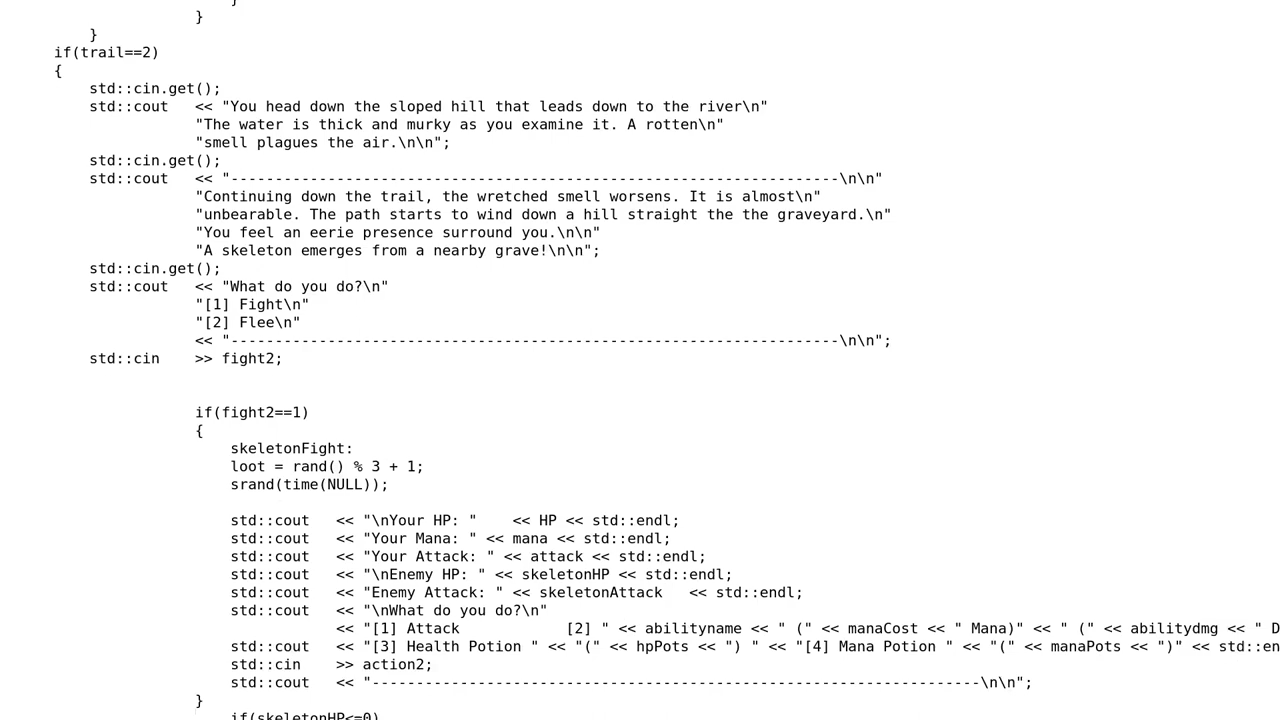 }
}
}
if(trail==2)
{
std::cin.get();
std::cout << "You head down the sloped hill that leads down to the river\n"
"The water is thick and murky as you examine it. A rotten\n"
"smell plagues the air.\n\n";
std::cin.get();
std::cout << "---------------------------------------------------------------------\n\n"
"Continuing down the trail, the wretched smell worsens. It is almost\n"
"unbearable. The path starts to wind down a hill straight the the graveyard.\n"
"You feel an eerie presence surround you.\n\n"
"A skeleton emerges from a nearby grave!\n\n";
std::cin.get();
std::cout << "What do you do?\n"
"[1] Fight\n"
"[2] Flee\n"
<< "---------------------------------------------------------------------\n\n";
std::cin >> fight2;
if(fight2==1)
{
skeletonFight:
loot = rand() % 3 + 1;
srand(time(NULL));
std::cout << "\nYour HP: " << HP << std::endl;
std::cout << "Your Mana: " << mana << std::endl;
std::cout << "Your Attack: " << attack << std::endl;
std::cout << "\nEnemy HP: " << skeletonHP << std::endl;
std::cout << "Enemy Attack: " << skeletonAttack << std::endl;
std::cout << "\nWhat do you do?\n"
<< "[1] Attack [2] " << abilityname << " (" << manaCost << " Mana)" << " (" << abilitydmg << " D
std::cout << "[3] Health Potion " << "(" << hpPots << ") " << "[4] Mana Potion " << "(" << manaPots << ")" << std::en
std::cin >> action2;
std::cout << "---------------------------------------------------------------------\n\n";
}
if(skeletonHP<=0)